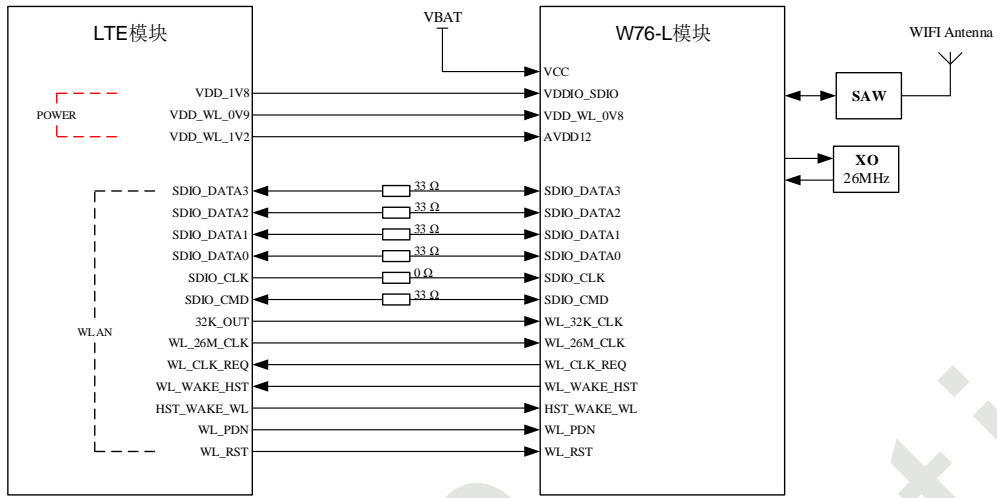 LTE模块
VBAT
W76-L模块
WIFI Antenna
VCC
VDD_1V8
VDDIO_SDIO
SAW
POWER
VDD_WL_0V9
VDD_WL_0V8
VDD_WL_1V2
AVDD12
XO
26MHz
SDIO_DATA3
33 Ω
SDIO_DATA3
SDIO_DATA2
33 Ω
SDIO_DATA2
SDIO_DATA1
33 Ω
SDIO_DATA1
SDIO_DATA0
33 Ω
SDIO_DATA0
SDIO_CLK
0 Ω
SDIO_CLK
SDIO_CMD
33 Ω
SDIO_CMD
32K_OUT
WL_32K_CLK
WLAN
WL_26M_CLK
WL_26M_CLK
WL_CLK_REQ
WL_CLK_REQ
WL_WAKE_HST
WL_WAKE_HST
HST_WAKE_WL
HST_WAKE_WL
WL_PDN
WL_PDN
WL_RST
WL_RST